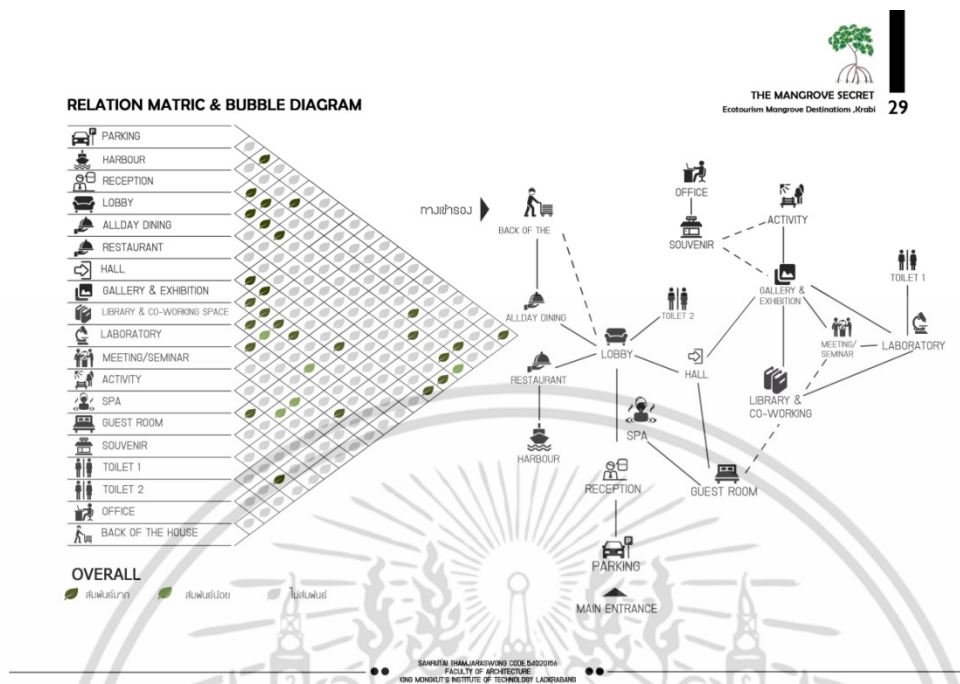 THE MANGROVE SECRET
Ecotourism Mangrove Destinations ,Krabi
29
RELATION MATRIC & BUBBLE DIAGRAM
PARKING
HARBOUR
RECEPTION
LOBBY
ALLDAY DINING
RESTAURANT
HALL
GALLERY & EXHIBITION
LIBRARY & CO-WORKING SPACE
LABORATORY
MEETING/SEMINAR
ACTIVITY
SPA
GUEST ROOM
SOUVENIR
TOILET 1
TOILET 2
OFFICE
BACK OF THE HOUSE
OVERALL
สัมพันธ์มาก
สัมพันธ์น้อย
ไม่สัมพันธ์
ทางเข้ารอง
BACK OF THE
OFFICE
SOUVENIR
ACTIVITY
GALLERY &
EXHIBITION
TOILET 1
LABORATORY
MEETING/
SEMINAR
LIBRARY &
CO-WORKING
ALLDAY DINING
TOILET 2
LOBBY
RESTAURANT
HALL
HARBOUR
SPA
RECEPTION
GUEST ROOM
PARKING
MAIN ENTRANCE
SANRUTAI THAMJARASWONG CODE.54020156
FACULTY OF ARCHITECTURE
KING MONGKUT'S INSTITUTE OF TECHNOLOGY LADKRABANG